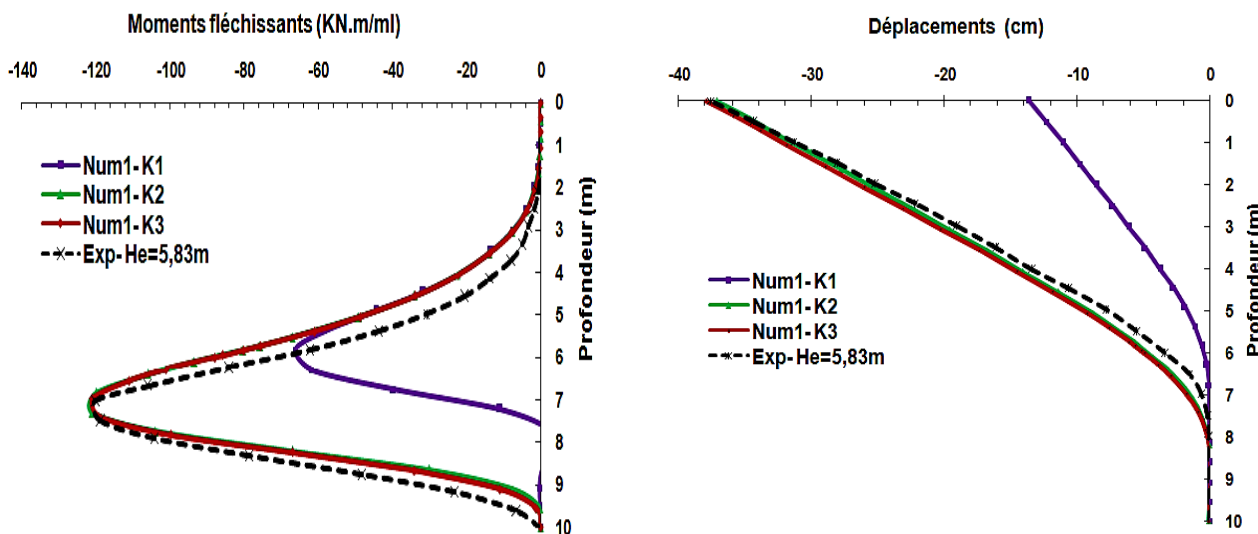 Moments fléchissants (KN.m/ml)
-140 -120 -100 -80 -60 -40 -20 0
0
1
2
3
4
5
6
7
8
9
10
Profondeur (m)
Num1-K1
Num1-K2
Num1-K3
Exp-He=5,83m
Déplacements (cm)
-40 -30 -20 -10 0
0
1
2
3
4
5
6
7
8
9
10
Profondeur (m)
Num1-K1
Num1-K2
Num1-K3
Exp-He=5,83m